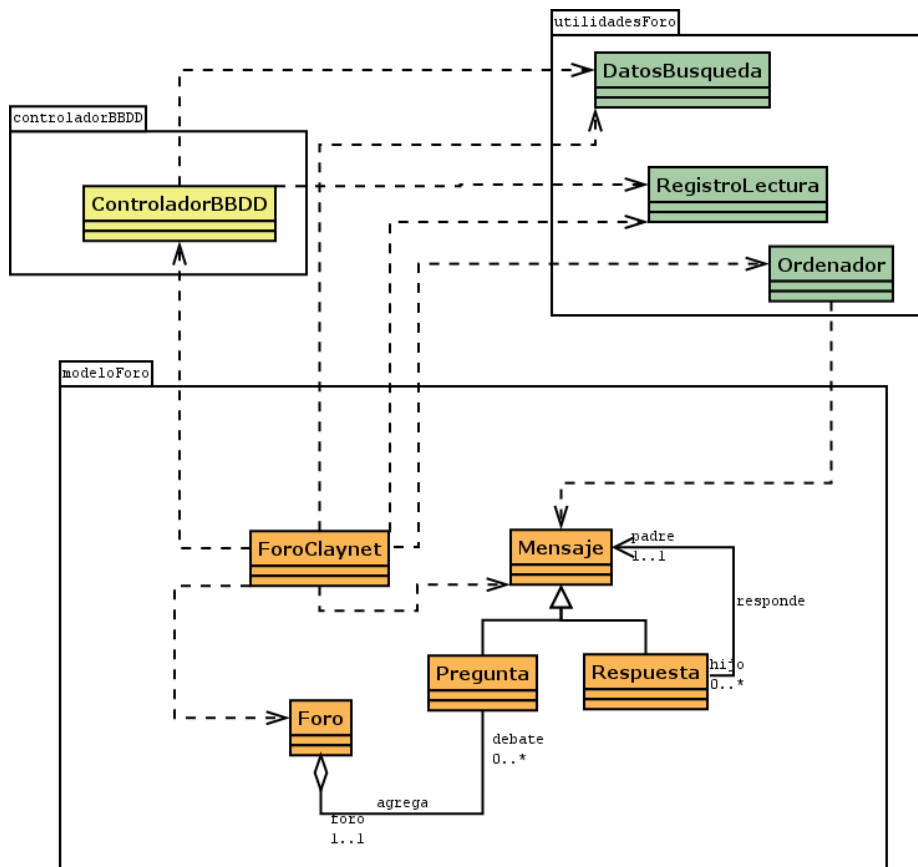 utilidadesForo
DatosBusqueda
controladorBBDD
ControladorBBDD
RegistroLectura
Ordenador
modeloForo
ForoClaynet
Mensaje
padre
1..1
responde
Pregunta
Respuesta
hijo
0..*
Foro
debate
0..*
agrega
foro
1..1